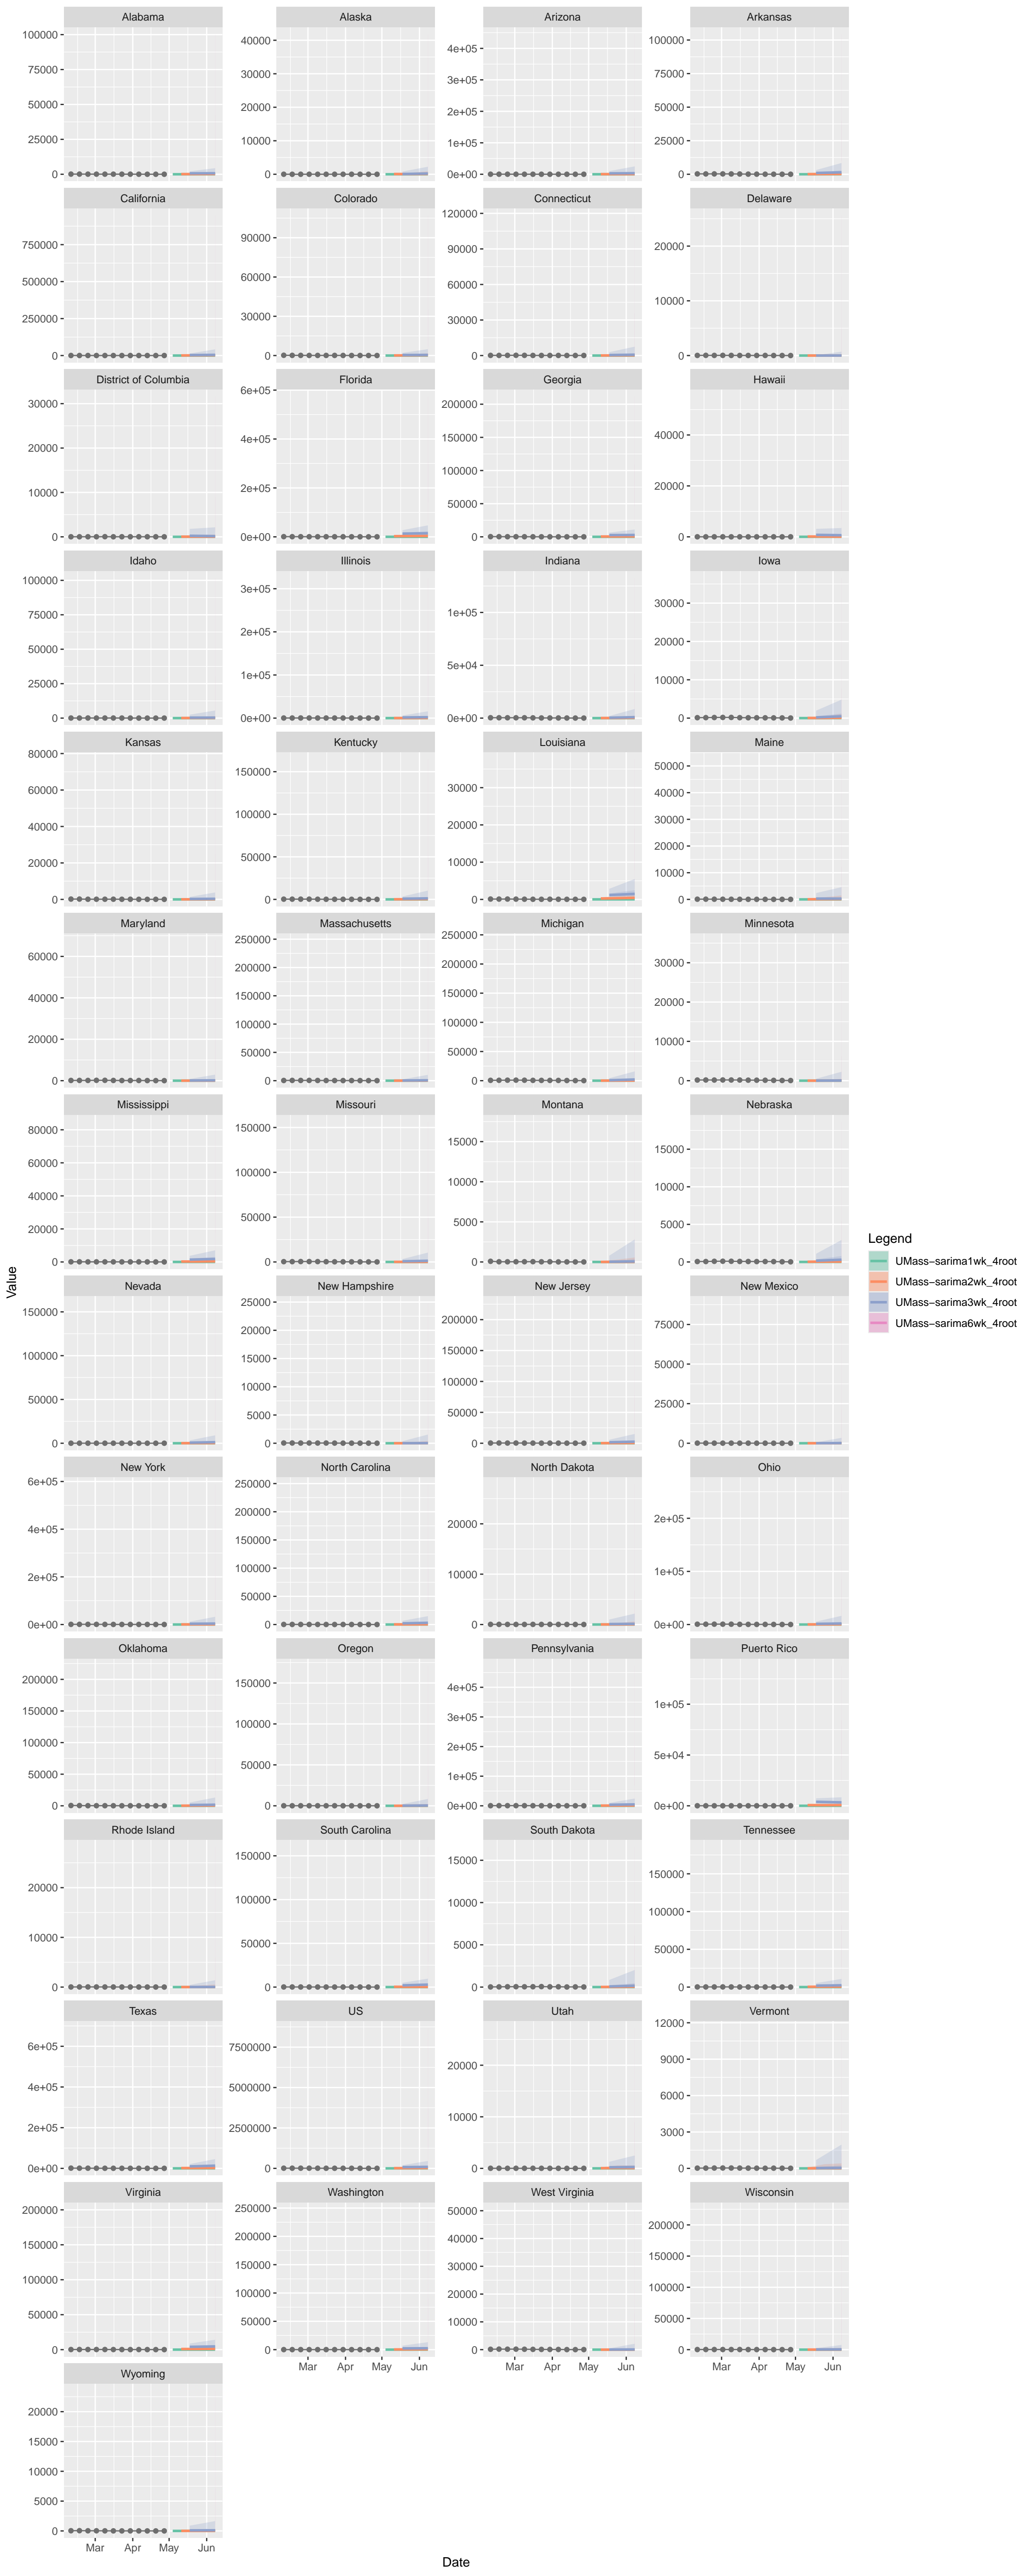 Alabama Alaska Arizona Arkansas
100000 40000 4e+05 100000
75000 30000 3e+05 75000
50000 20000 2e+05 50000
25000 10000 1e+05 25000
0 0 0e+00 0
California Colorado Connecticut Delaware
750000 90000 120000 20000
500000 60000 90000 10000
250000 30000 60000 0
0 0 30000
0
District of Columbia Florida Georgia Hawaii
30000 6e+05 200000 40000
20000 4e+05 150000 20000
10000 2e+05 100000 0
0 0e+00 50000
0
Idaho Illinois Indiana Iowa
100000 3e+05 1e+05 30000
75000 2e+05 5e+04 20000
50000 1e+05 0e+00 10000
25000 0e+00 0
0
Kansas Kentucky Louisiana Maine
80000 150000 30000 50000
60000 100000 20000 40000
40000 50000 10000 30000
20000 0 0 20000
0 10000
0
Maryland Massachusetts Michigan Minnesota
60000 250000 250000 30000
40000 200000 200000 20000
20000 150000 150000 10000
0 100000 100000 0
50000 50000
0 0
Mississippi Missouri Montana Nebraska
80000 150000 15000 15000
60000 100000 10000 10000
40000 50000 5000 5000
20000 0 0 0
0
Nevada New Hampshire New Jersey New Mexico
150000 25000 200000 75000
100000 20000 150000 50000
50000 15000 100000 25000
0 10000 50000 0
5000 0
0
New York North Carolina North Dakota Ohio
6e+05 250000 20000 2e+05
4e+05 200000 10000 1e+05
2e+05 150000 0 0e+00
0e+00 100000
50000
0
Oklahoma Oregon Pennsylvania Puerto Rico
200000 150000 4e+05 1e+05
150000 100000 3e+05 5e+04
100000 50000 2e+05 0e+00
50000 0 1e+05
0 0e+00
Rhode Island South Carolina South Dakota Tennessee
20000 150000 15000 150000
10000 100000 10000 100000
0 50000 5000 50000
0 0 0
Texas US Utah Vermont
6e+05 7500000 20000 12000
4e+05 5000000 10000 9000
2e+05 2500000 0 6000
0e+00 0 3000
0
Virginia Washington West Virginia Wisconsin
200000 250000 50000 200000
150000 200000 40000 150000
100000 150000 30000 100000
50000 100000 20000 50000
0 50000 10000 0
0 0
Mar Apr May Jun Mar Apr May Jun Mar Apr May Jun
Wyoming
20000
15000
10000
5000
0
Mar Apr May Jun
Date
Value
Legend
UMass−sarima1wk_4root
UMass−sarima2wk_4root
UMass−sarima3wk_4root
UMass−sarima6wk_4root